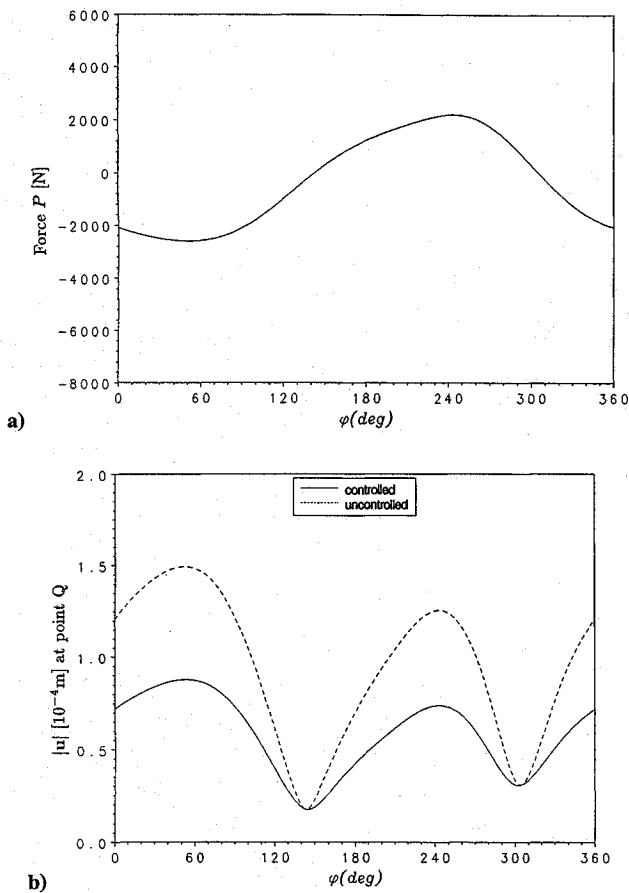 6000
4000
2000
0
−2000
−4000
−6000
−8000
Force P [N]
0 60 120 180 240 300 360
φ(deg)
a)
2.0
1.5
1.0
0.5
0.0
|u| [10⁻⁴m] at point Q
controlled
uncontrolled
0 60 120 180 240 300 360
φ(deg)
b)